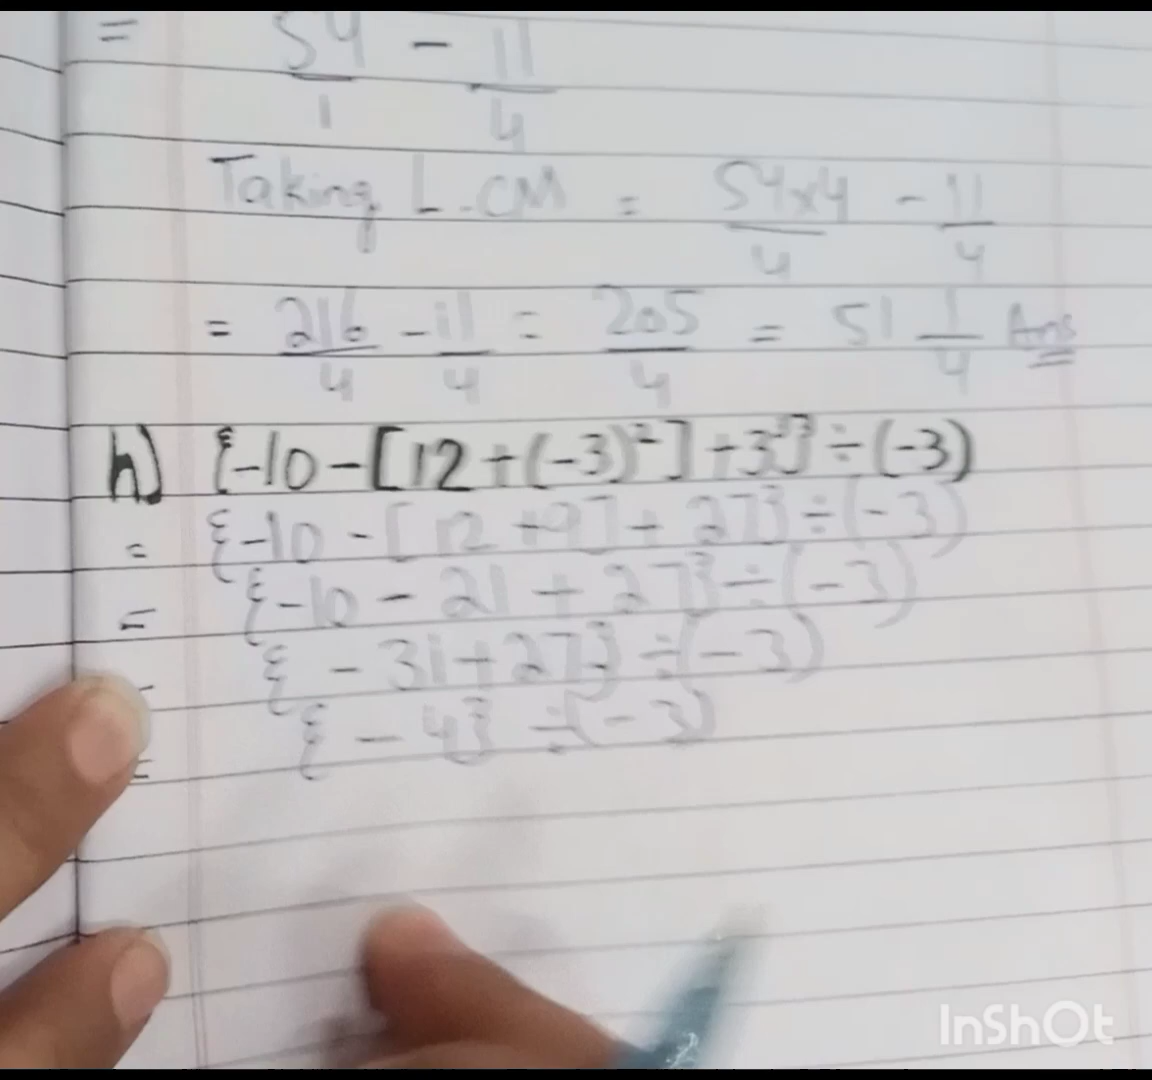 = 54/1 - 11/4
Taking L.CM = 54x4/4 - 11/4
= 216/4 - 11/4 = 205/4 = 51 1/4 Ans
h) {-10-[12+(-3)²]+3³}÷(-3)
= {-10-[12+9]+27}÷(-3)
= {-10-21+27}÷(-3)
= {-31+27}÷(-3)
= {-4}÷(-3)
InShOt